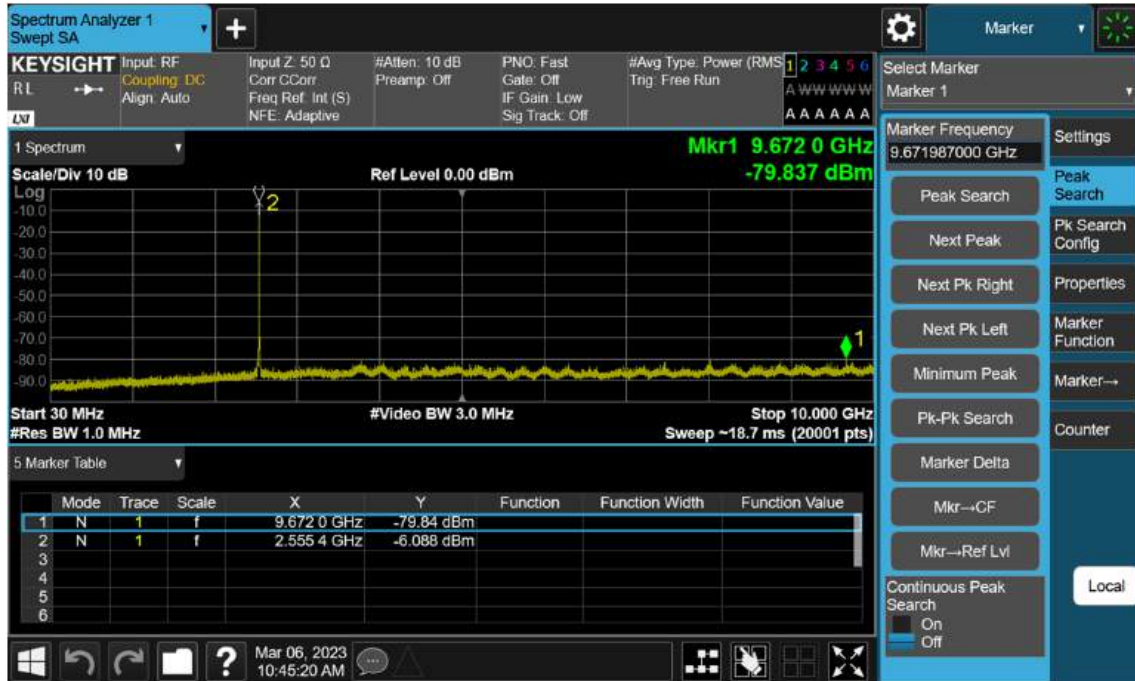 Spectrum Analyzer 1
Swept SA
+
Marker
KEYSIGHT
RL
LXI
Input: RF
Coupling: DC
Align: Auto
Input Z: 50 Ω
Corr CCorr
Freq Ref: Int (S)
NFE: Adaptive
#Atten: 10 dB
Preamp: Off
PNO: Fast
Gate: Off
IF Gain: Low
Sig Track: Off
#Avg Type: Power (RMS
Trig: Free Run
1 2 3 4 5 6
A W W W W W
A A A A A A
Select Marker
Marker 1
1 Spectrum
Mkr1 9.672 0 GHz
-79.837 dBm
Scale/Div 10 dB
Ref Level 0.00 dBm
Log
-10.0
-20.0
-30.0
-40.0
-50.0
-60.0
-70.0
-80.0
-90.0
2
1
Start 30 MHz
#Res BW 1.0 MHz
#Video BW 3.0 MHz
Stop 10.000 GHz
Sweep ~18.7 ms (20001 pts)
5 Marker Table
Mode Trace Scale X Y Function Function Width Function Value
1 N 1 f 9.672 0 GHz -79.84 dBm
2 N 1 f 2.555 4 GHz -6.088 dBm
3
4
5
6
Marker Frequency
9.671987000 GHz
Peak Search
Next Peak
Next Pk Right
Next Pk Left
Minimum Peak
Pk-Pk Search
Marker Delta
Mkr→CF
Mkr→Ref Lvl
Continuous Peak
Search
On
Off
Settings
Peak
Search
Pk Search
Config
Properties
Marker
Function
Marker→
Counter
Local
?
Mar 06, 2023
10:45:20 AM